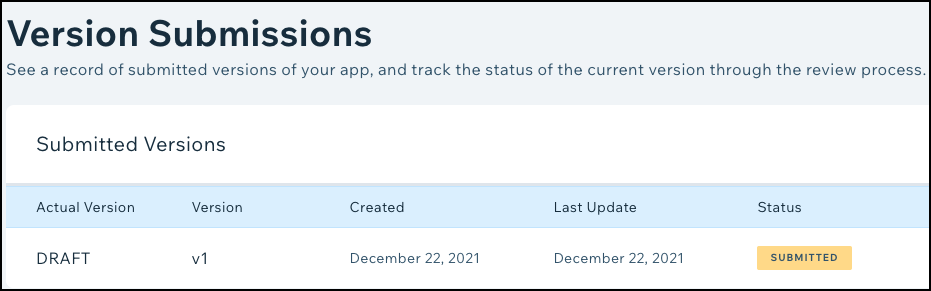 Version Submissions
See a record of submitted versions of your app, and track the status of the current version through the review process.
Submitted Versions
Actual Version Version Created Last Update Status
DRAFT v1 December 22, 2021 December 22, 2021 SUBMITTED